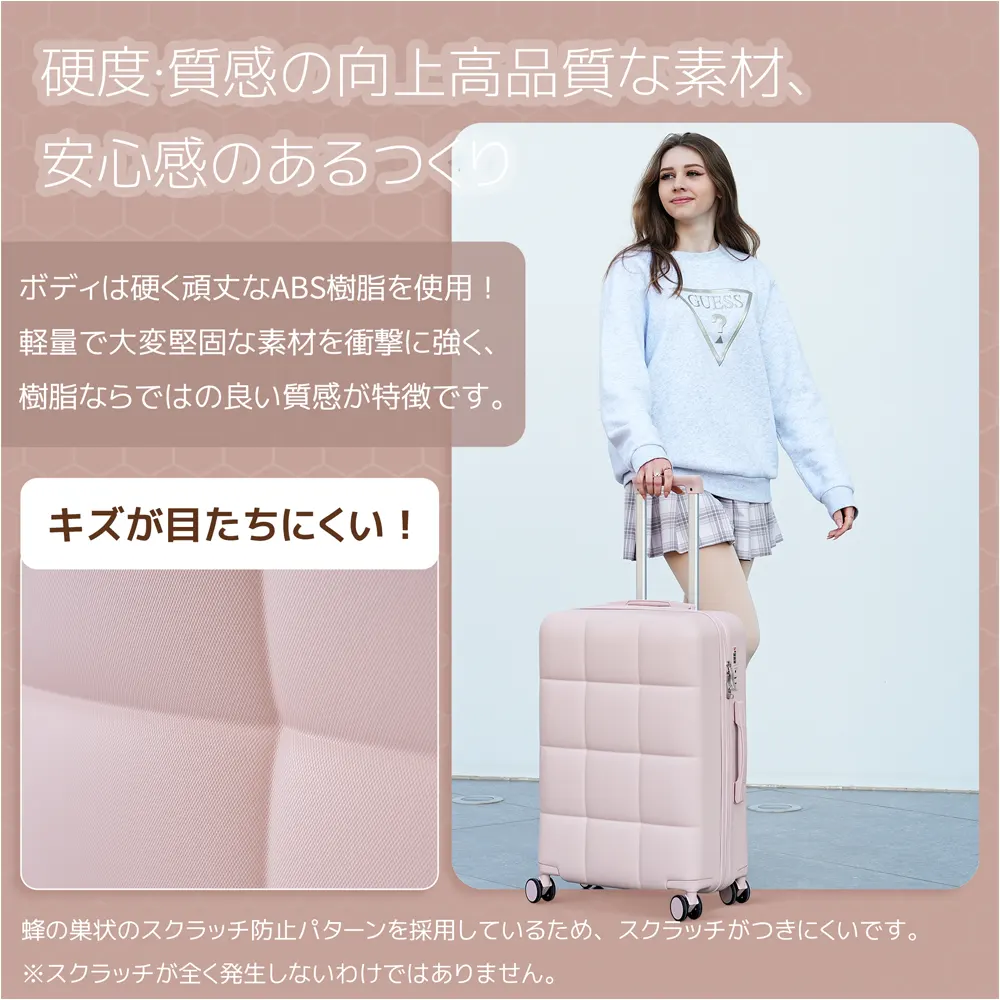 硬度·質感の向上高品質な素材、
安心感のあるつくり
ボディは硬く頑丈なABS樹脂を使用！
軽量で大変堅固な素材を衝撃に強く、
樹脂ならではの良い質感が特徴です。
GUESS
?
キズが目たちにくい！
蜂の巣状のスクラッチ防止パターンを採用しているため、スクラッチがつきにくいです。
※スクラッチが全く発生しないわけではありません。